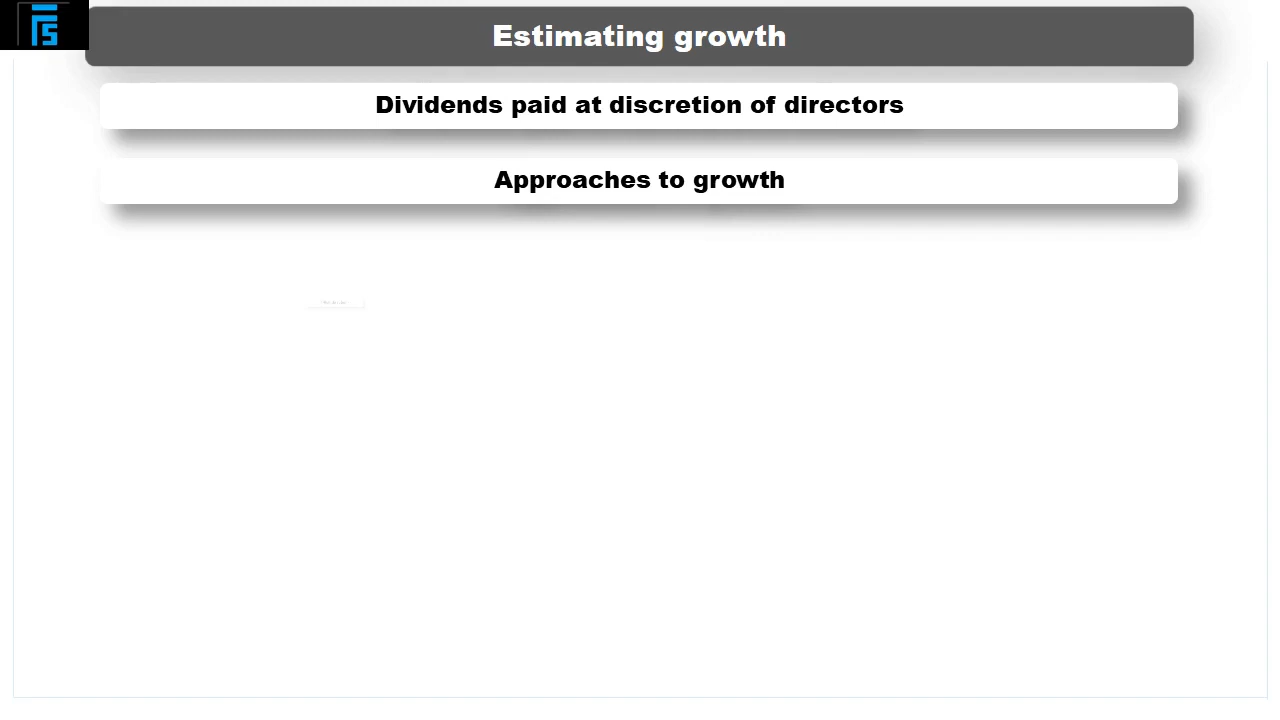 Estimating growth
Dividends paid at discretion of directors
Approaches to growth